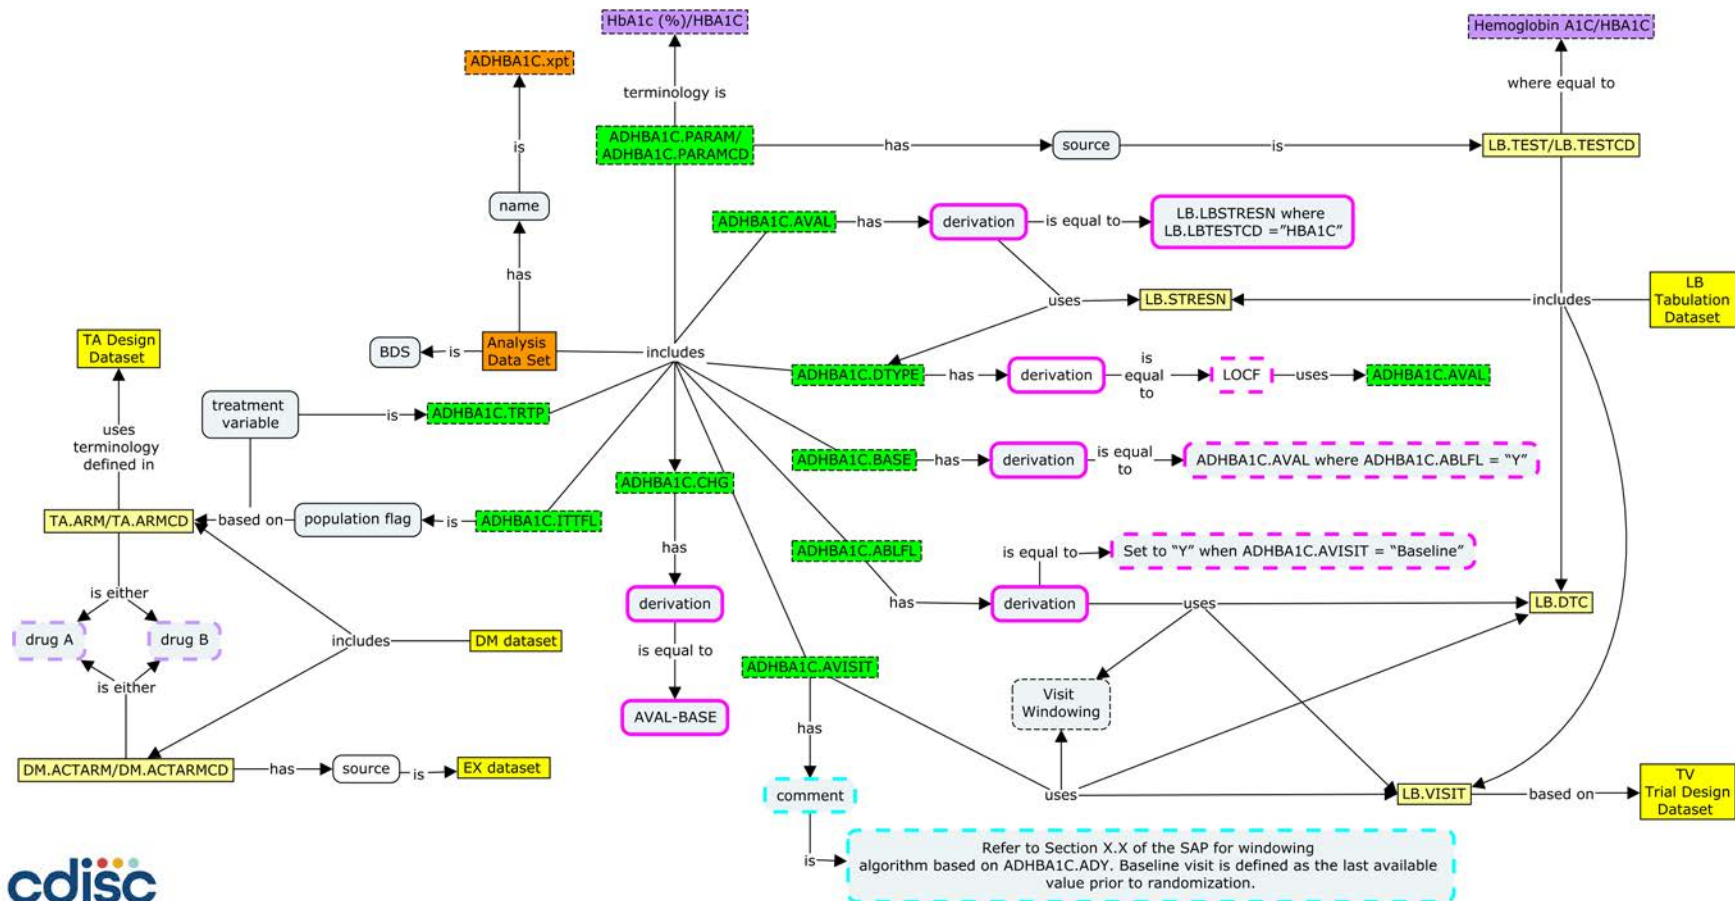 HbA1c (%)/HBA1C
Hemoglobin A1C/HBA1C
ADHBA1C.xpt
terminology is
where equal to
is
ADHBA1C.PARAM/
ADHBA1C.PARAMCD
has
source
is
LB.TEST/LB.TESTCD
name
ADHBA1C.AVAL
has
derivation
is equal to
LB.LBSTRESN where
LB.LBTESTCD ="HBA1C"
has
uses
LB.STRESN
includes
LB
Tabulation
Dataset
TA Design
Dataset
BDS
is
Analysis
Data Set
includes
ADHBA1C.DTYPE
has
derivation
is
equal
to
LOCF
uses
ADHBA1C.AVAL
treatment
variable
is
ADHBA1C.TRTP
uses
terminology
defined in
ADHBA1C.BASE
has
derivation
is equal
to
ADHBA1C.AVAL where ADHBA1C.ABLFL = “Y”
ADHBA1C.CHG
TA.ARM/TA.ARMCD
based on
population flag
is
ADHBA1C.ITTFL
has
ADHBA1C.ABLFL
is equal to
Set to “Y” when ADHBA1C.AVISIT = “Baseline”
is either
derivation
has
derivation
uses
LB.DTC
drug A
drug B
includes
DM dataset
is equal to
ADHBA1C.AVISIT
is either
AVAL-BASE
Visit
Windowing
has
DM.ACTARM/DM.ACTARMCD
has
source
is
EX dataset
comment
uses
LB.VISIT
based on
TV
Trial Design
Dataset
is
Refer to Section X.X of the SAP for windowing
algorithm based on ADHBA1C.ADY. Baseline visit is defined as the last available
value prior to randomization.
cdisc